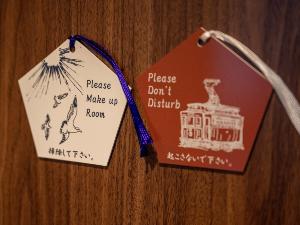 Please
Make up
Room
掃除して下さい。
Please
Don't
Disturb
起こさないで下さい。